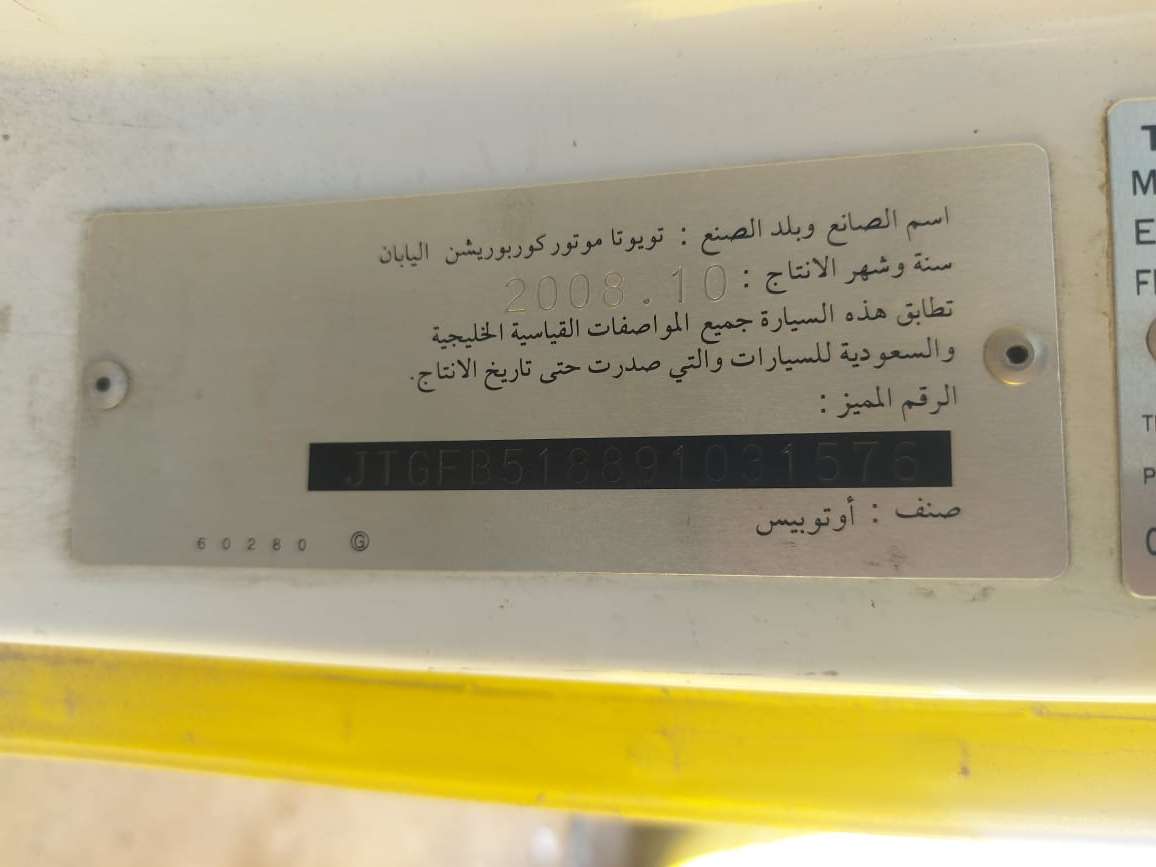 اسم الصانع وبلد الصنع : تويوتا موتور كوربوريشن اليابان
سنة وشهر الانتاج : 2008.10
تطابق هذه السيارة جميع المواصفات القياسية الخليجية
والسعودية للسيارات والتي صدرت حتى تاريخ الانتاج.
الرقم المميز :
JTGFB518891031576
صنف : أوتوبيس
60280 G
T
M
E